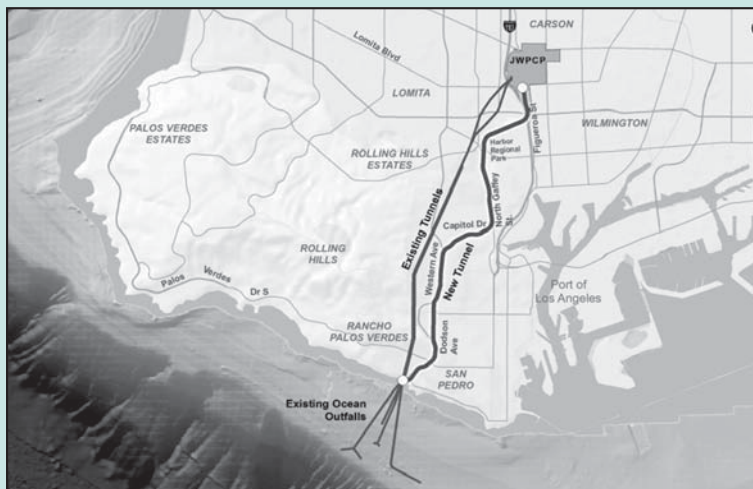 CARSON
110
JWPCP
Lomita Blvd
LOMITA
PALOS VERDES
ESTATES
WILMINGTON
Figueroa St
Harbor
Regional
Park
ROLLING HILLS
ESTATES
Existing Tunnels
North Gaffey
St.
Capitol Dr
Western Ave
New Tunnel
ROLLING
HILLS
Palos Verdes Dr S
Port of
Los Angeles
RANCHO
PALOS VERDES
Dodson
Ave
SAN
PEDRO
Existing Ocean
Outfalls